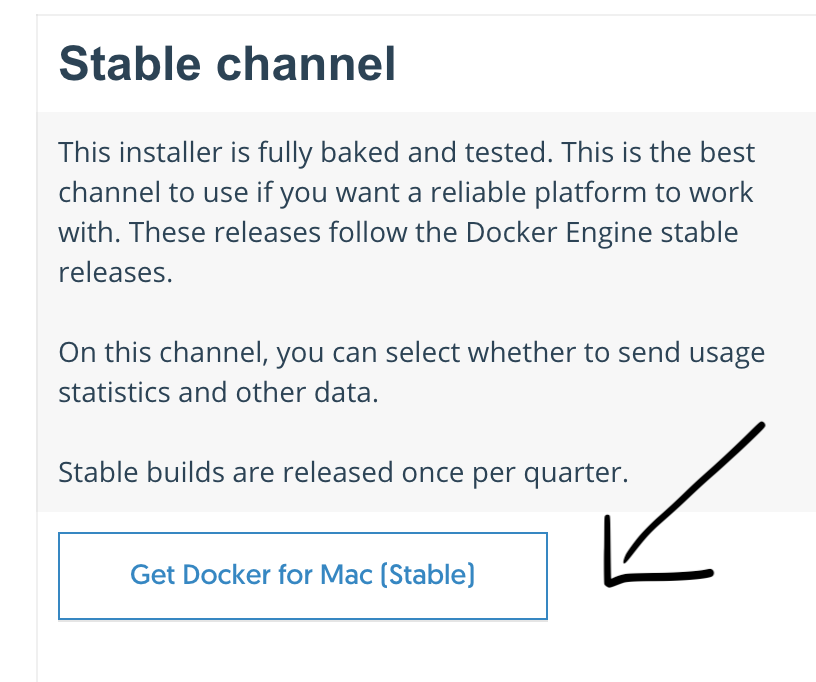 Stable channel
This installer is fully baked and tested. This is the best
channel to use if you want a reliable platform to work
with. These releases follow the Docker Engine stable
releases.
On this channel, you can select whether to send usage
statistics and other data.
Stable builds are released once per quarter.
Get Docker for Mac (Stable)